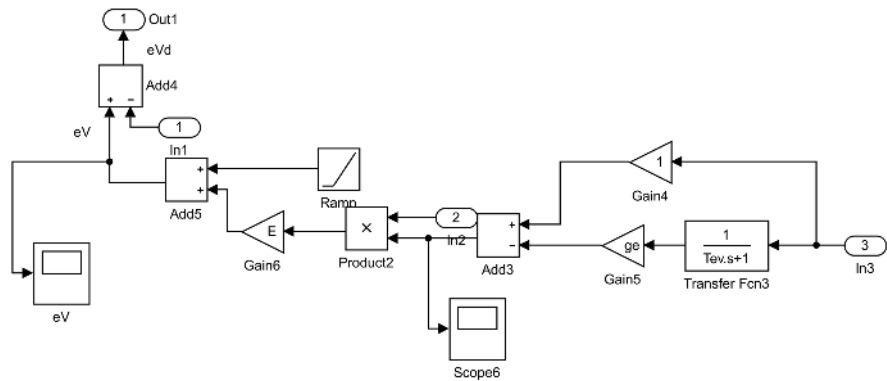 1
Out1
eVd
Add4
+
−
eV
1
In1
+
+
Add5
Ramp
1
Gain4
2
In2
+
−
Add3
×
Product2
E
Gain6
ge
Gain5
1
Tev.s+1
Transfer Fcn3
3
In3
eV
Scope6